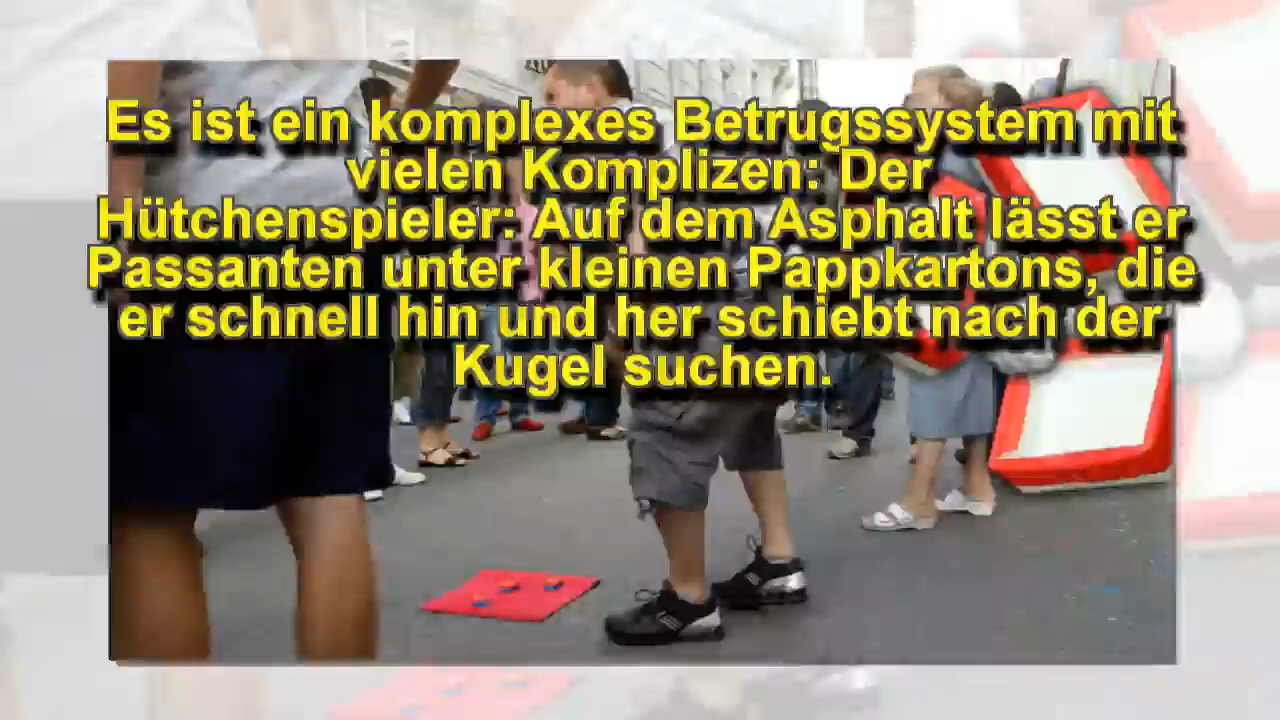 Es ist ein komplexes Betrugssystem mit
vielen Komplizen: Der
Hütchenspieler: Auf dem Asphalt lässt er
Passanten unter kleinen Pappkartons, die
er schnell hin und her schiebt nach der
Kugel suchen.